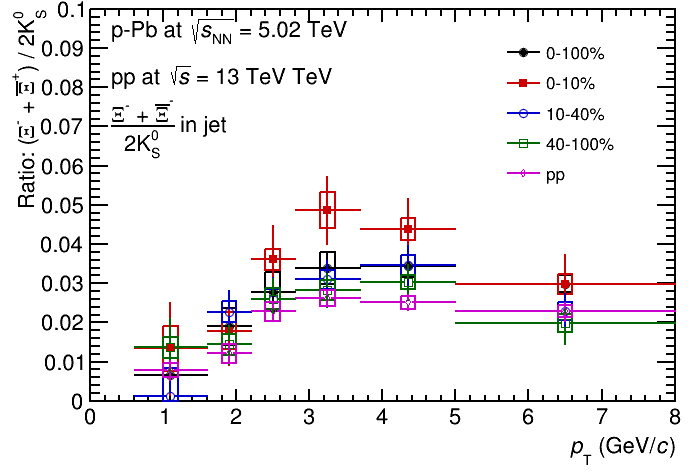 0.1
0.09
0.08
0.07
0.06
0.05
0.04
0.03
0.02
0.01
0
Ratio: (Ξ⁻ + Ξ̅⁺) / 2K⁰_S
p-Pb at √s_NN = 5.02 TeV
pp at √s = 13 TeV TeV
Ξ⁻ + Ξ̅⁻
2K⁰_S
in jet
0-100%
0-10%
10-40%
40-100%
pp
0 1 2 3 4 5 6 7 8
p_T (GeV/c)